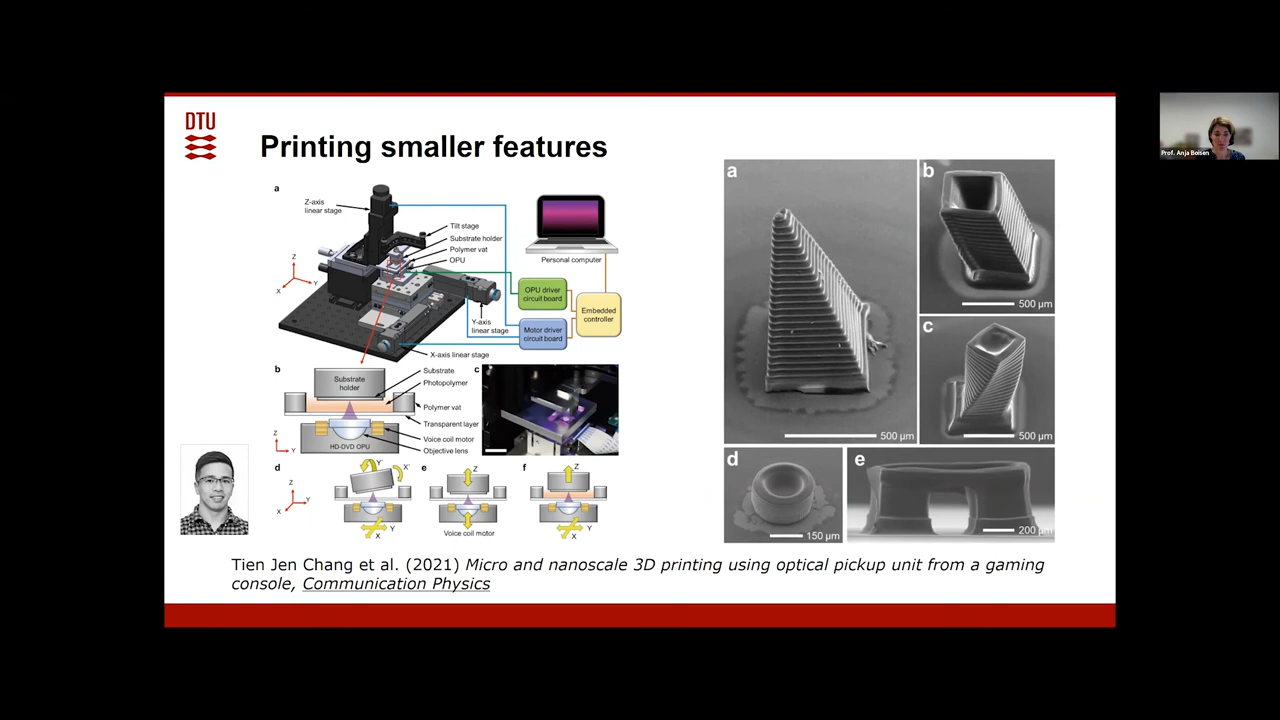 DTU
Printing smaller features
a
Z-axis
linear stage
Tilt stage
Substrate holder
Polymer vat
OPU
Z
X
Y
Personal computer
OPU driver
circuit board
Embedded
controller
Motor driver
circuit board
Y-axis
linear stage
X-axis linear stage
b
Substrate
holder
Substrate
Photopolymer
Polymer vat
Transparent layer
Voice coil motor
Objective lens
HD-DVD OPU
Z
Y
c
d
Z
Y
X
Y'
X'
Y
X
e
Z
Voice coil motor
f
Z
Y
X
a
500 µm
b
500 µm
c
500 µm
d
150 µm
e
200 µm
Tien Jen Chang et al. (2021) Micro and nanoscale 3D printing using optical pickup unit from a gaming
console, Communication Physics
Prof. Anja Boisen